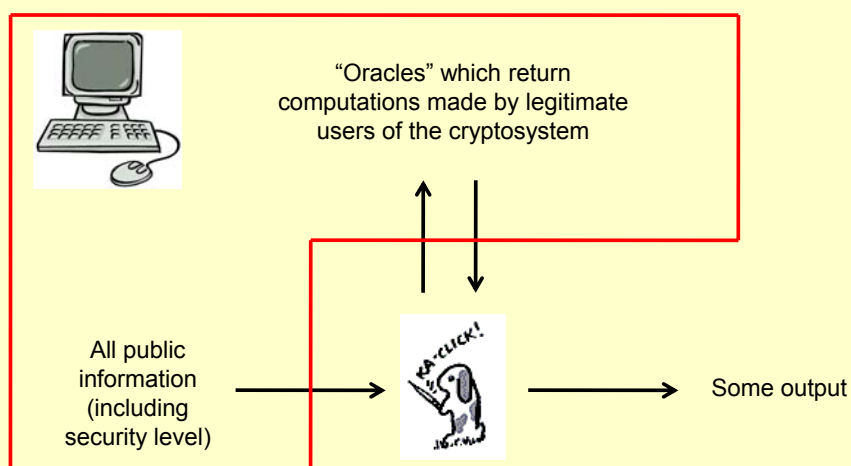 “Oracles” which return
computations made by legitimate
users of the cryptosystem
KA-CLICK!
All public
information
(including
security level)
Some output